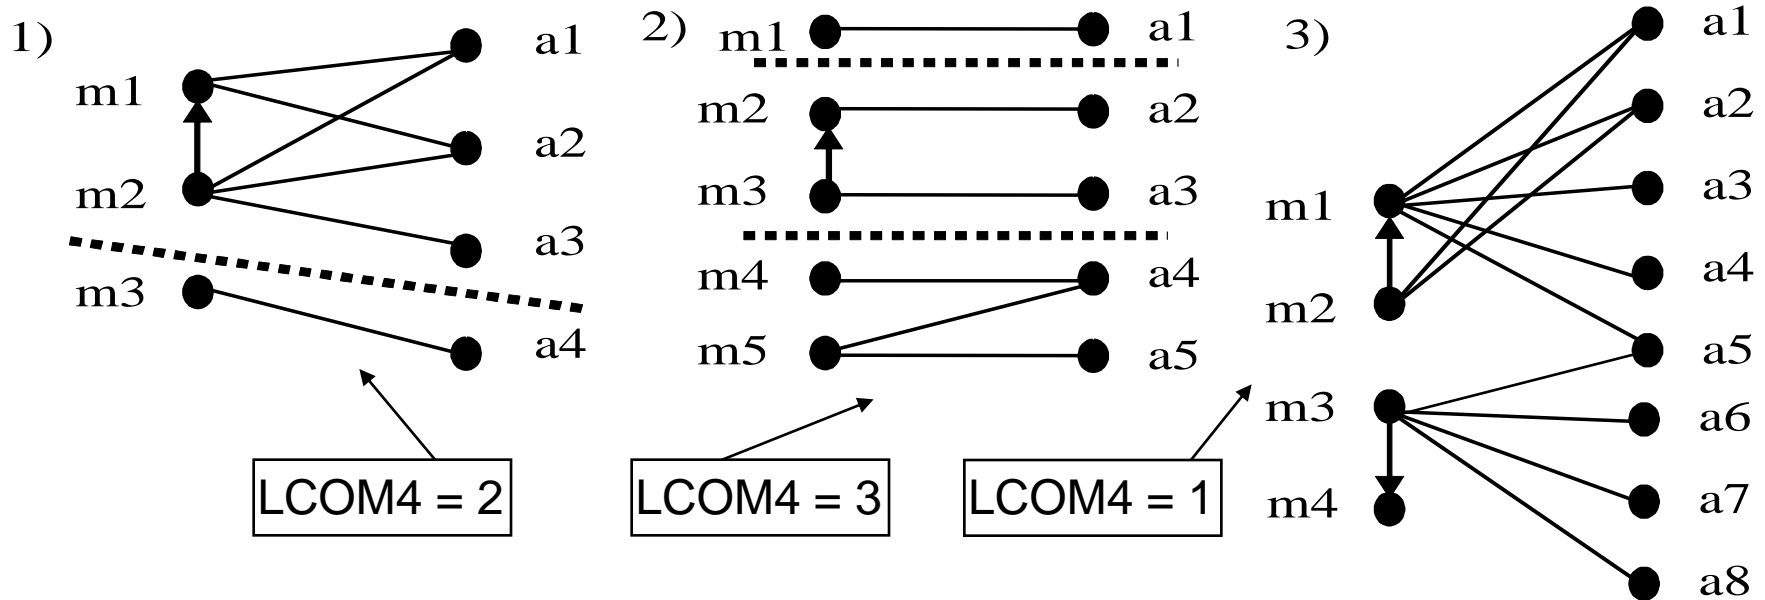 1)
a1
m1
a2
m2
a3
m3
a4
LCOM4 = 2
2)
m1
a1
m2
a2
m3
a3
m4
a4
m5
a5
LCOM4 = 3
3)
a1
a2
a3
m1
a4
m2
a5
m3
a6
a7
m4
a8
LCOM4 = 1